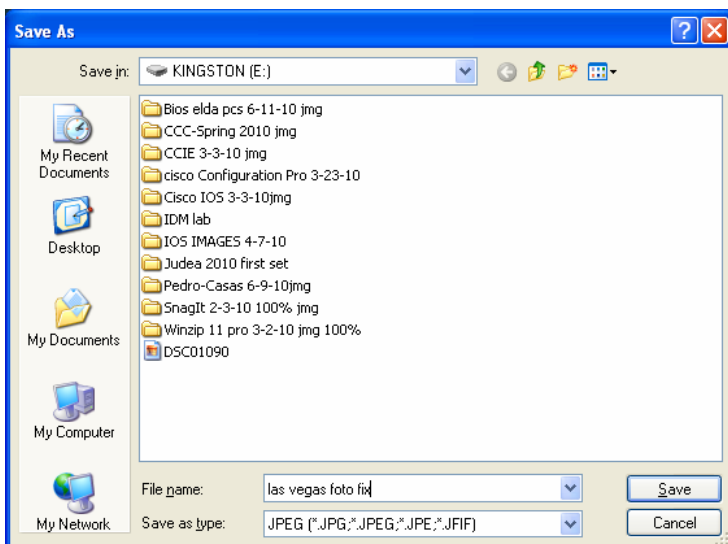 Save As
Save in:
KINGSTON (E:)
My Recent
Documents
Desktop
My Documents
My Computer
My Network
Bios elda pcs 6-11-10 jmg
CCC-Spring 2010 jmg
CCIE 3-3-10 jmg
cisco Configuration Pro 3-23-10
Cisco IOS 3-3-10jmg
IDM lab
IOS IMAGES 4-7-10
Judea 2010 first set
Pedro-Casas 6-9-10jmg
SnagIt 2-3-10 100% jmg
Winzip 11 pro 3-2-10 jmg 100%
DSC01090
File name:
las vegas foto fix
Save
Save as type:
JPEG (*.JPG;*.JPEG;*.JPE;*.JFIF)
Cancel